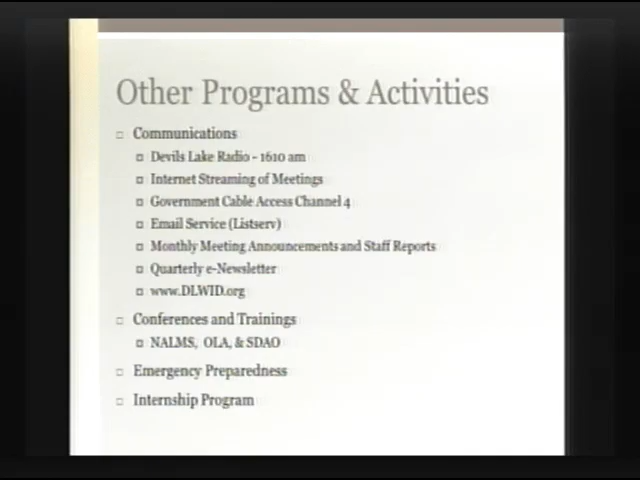 Other Programs & Activities
Communications
Devils Lake Radio - 1610 am
Internet Streaming of Meetings
Government Cable Access Channel 4
Email Service (Listserv)
Monthly Meeting Announcements and Staff Reports
Quarterly e-Newsletter
www.DLWID.org
Conferences and Trainings
NALMS, OLA, & SDAO
Emergency Preparedness
Internship Program